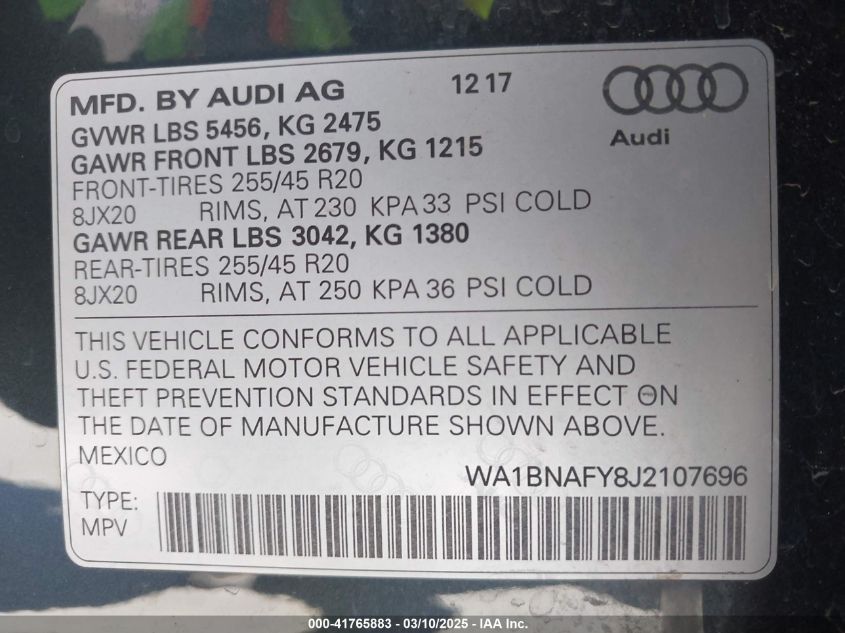 MFD. BY AUDI AG 12 17
GVWR LBS 5456, KG 2475
GAWR FRONT LBS 2679, KG 1215
Audi
FRONT-TIRES 255/45 R20
8JX20 RIMS, AT 230 KPA 33 PSI COLD
GAWR REAR LBS 3042, KG 1380
REAR-TIRES 255/45 R20
8JX20 RIMS, AT 250 KPA 36 PSI COLD
THIS VEHICLE CONFORMS TO ALL APPLICABLE
U.S. FEDERAL MOTOR VEHICLE SAFETY AND
THEFT PREVENTION STANDARDS IN EFFECT ON
THE DATE OF MANUFACTURE SHOWN ABOVE.
MEXICO
WA1BNAFY8J2107696
TYPE:
MPV
000-41765883 - 03/10/2025 - IAA Inc.